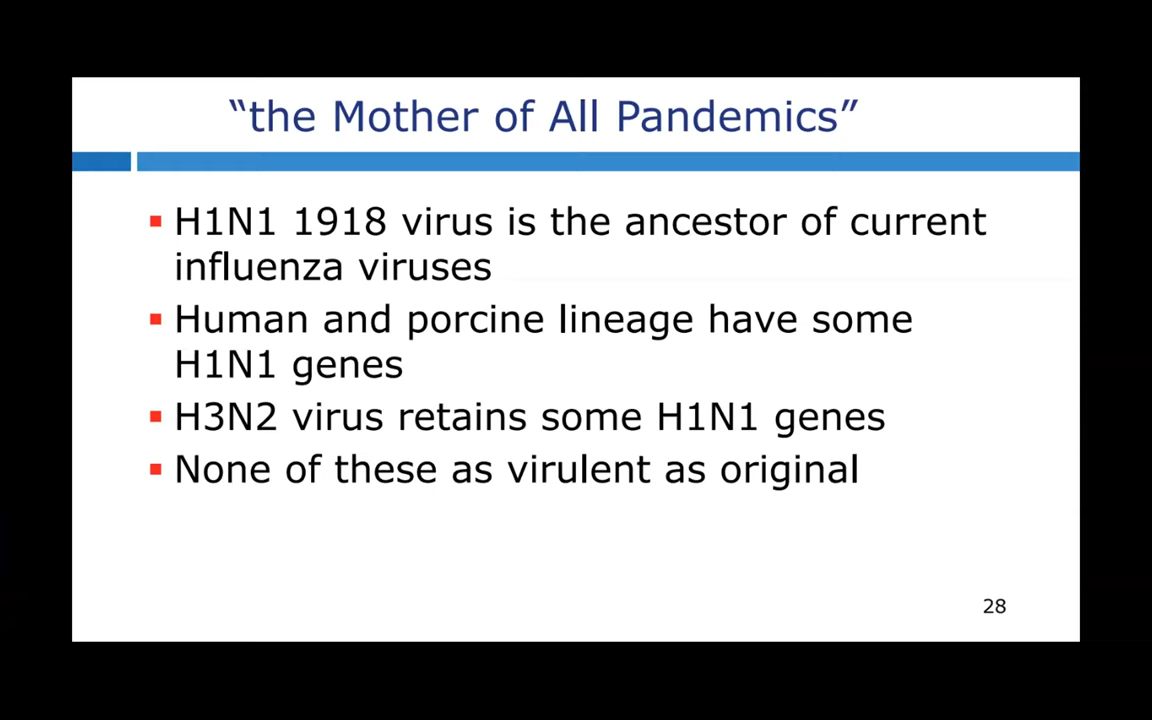 “the Mother of All Pandemics”
▪ H1N1 1918 virus is the ancestor of current
influenza viruses
▪ Human and porcine lineage have some
H1N1 genes
▪ H3N2 virus retains some H1N1 genes
▪ None of these as virulent as original
28